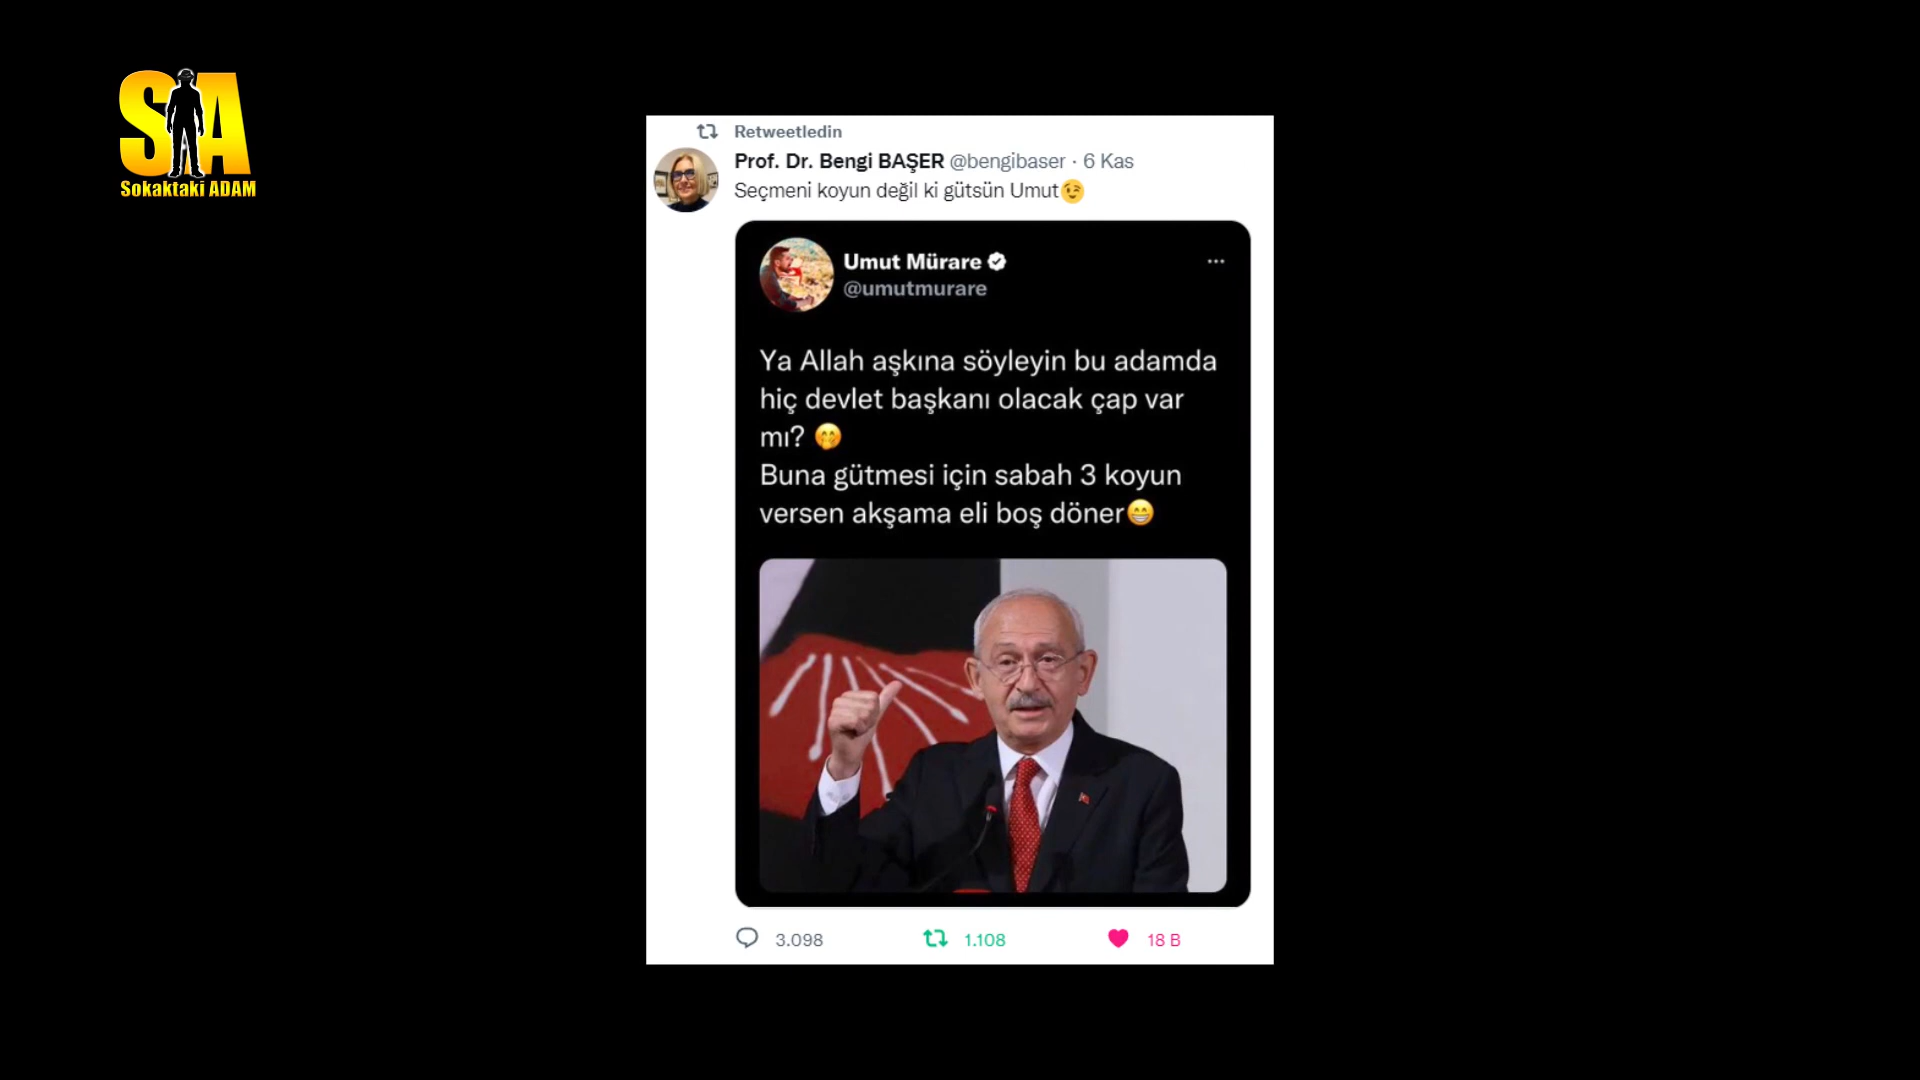 SA
Sokaktaki ADAM
Retweetledin
Prof. Dr. Bengi BAŞER @bengibaser · 6 Kas
Seçmeni koyun değil ki gütsün Umut😉
Umut Mürare
@umutmurare
Ya Allah aşkına söyleyin bu adamda
hiç devlet başkanı olacak çap var
mı? 🤭
Buna gütmesi için sabah 3 koyun
versen akşama eli boş döner😁
3.098 1.108 18 B